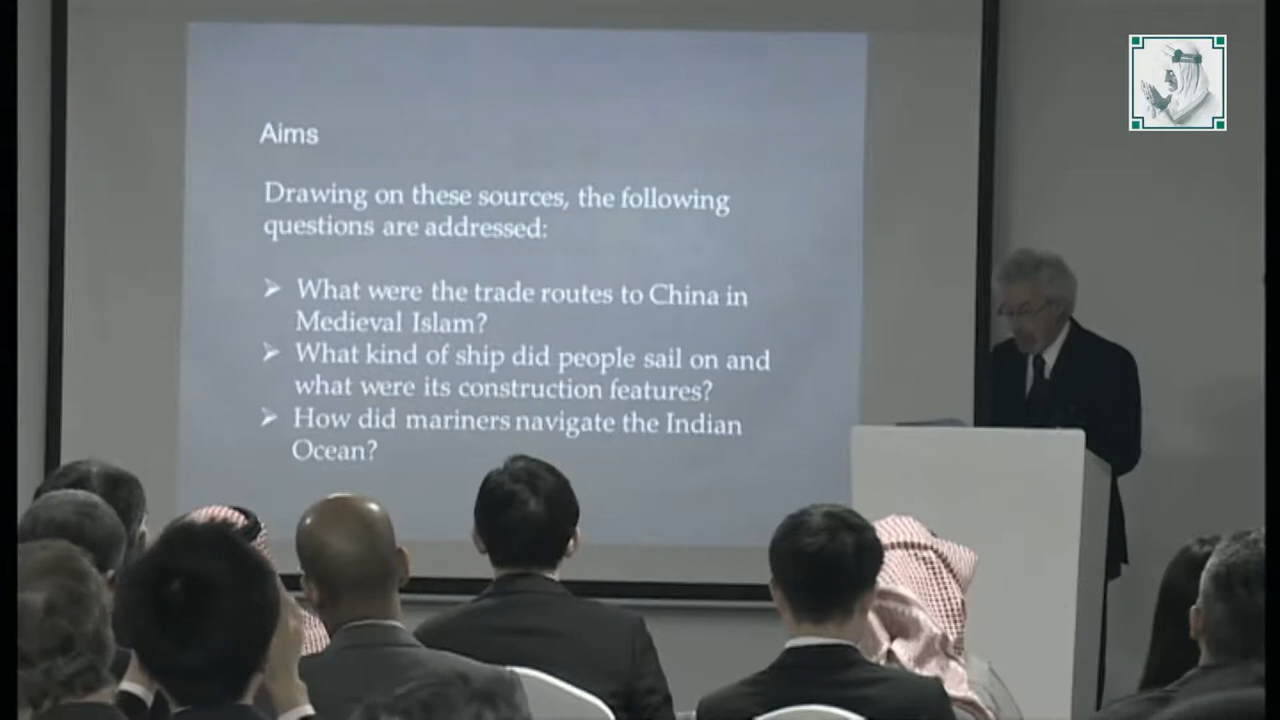 Aims
Drawing on these sources, the following
questions are addressed:
➢ What were the trade routes to China in
Medieval Islam?
➢ What kind of ship did people sail on and
what were its construction features?
➢ How did mariners navigate the Indian
Ocean?